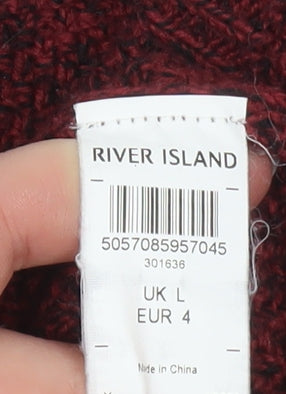 RIVER ISLAND
5057085957045
301636
UK L
EUR 4
Made in China